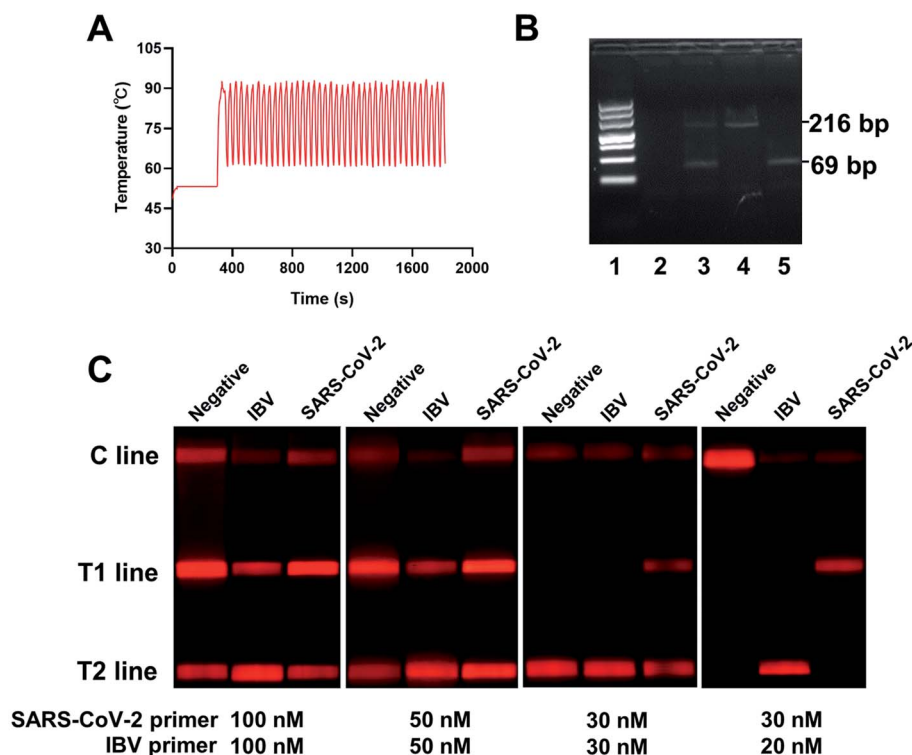 A
Temperature (°C)
105
90
75
60
45
30
0
400
800
1200
1600
2000
Time (s)
B
216 bp
69 bp
1 2 3 4 5
C
Negative IBV SARS-CoV-2 Negative IBV SARS-CoV-2 Negative IBV SARS-CoV-2 Negative IBV SARS-CoV-2
C line
T1 line
T2 line
SARS-CoV-2 primer 100 nM 50 nM 30 nM 30 nM
IBV primer 100 nM 50 nM 30 nM 20 nM